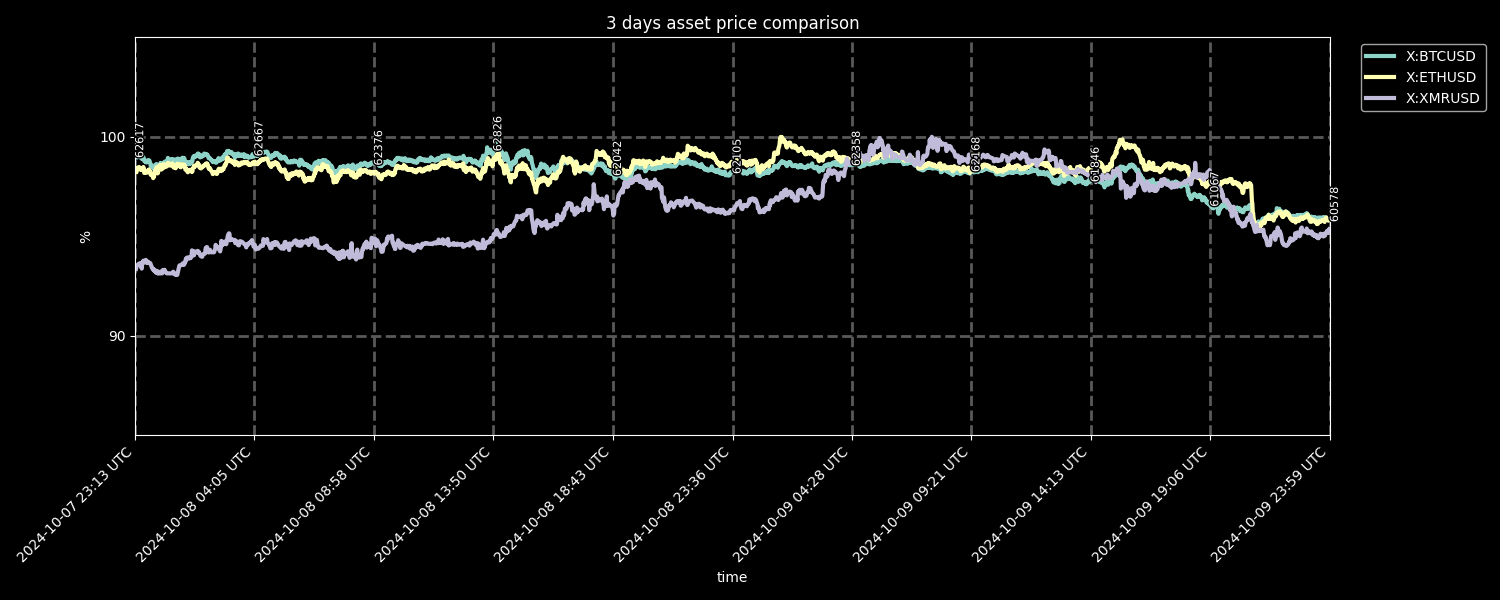 3 days asset price comparison
X:BTCUSD
X:ETHUSD
X:XMRUSD
100
90
%
62617
62667
62376
62826
62042
62105
62358
62168
61846
61067
60578
2024-10-07 23:13 UTC
2024-10-08 04:05 UTC
2024-10-08 08:58 UTC
2024-10-08 13:50 UTC
2024-10-08 18:43 UTC
2024-10-08 23:36 UTC
2024-10-09 04:28 UTC
2024-10-09 09:21 UTC
2024-10-09 14:13 UTC
2024-10-09 19:06 UTC
2024-10-09 23:59 UTC
time